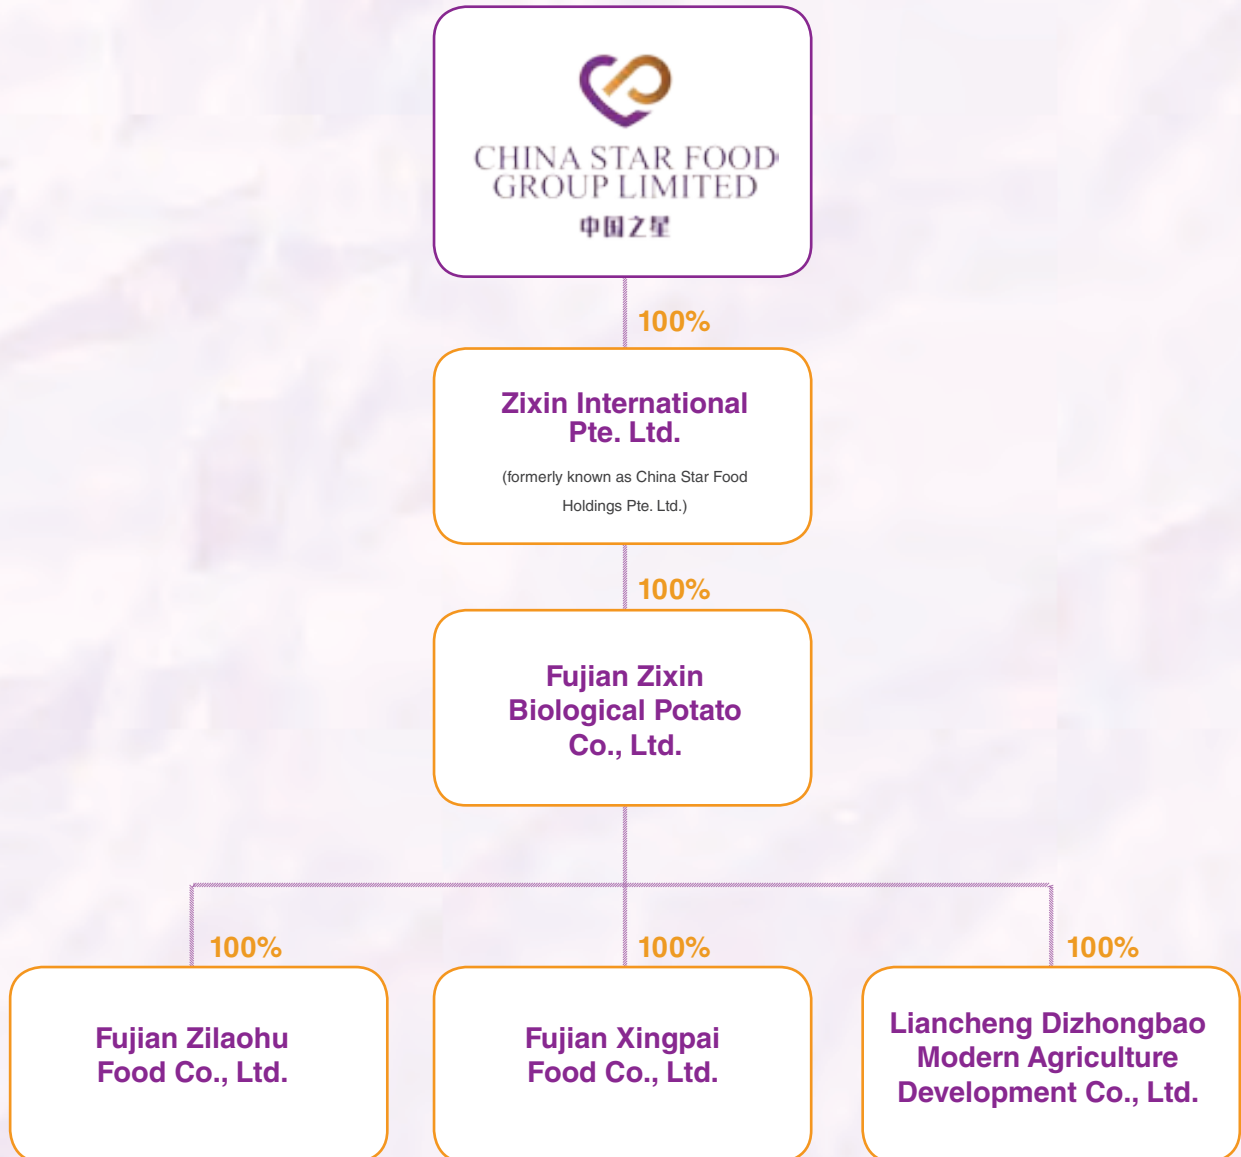 CHINA STAR FOOD
GROUP LIMITED
中国之星
100%
Zixin International
Pte. Ltd.
(formerly known as China Star Food
Holdings Pte. Ltd.)
100%
Fujian Zixin
Biological Potato
Co., Ltd.
100%
100%
100%
Fujian Zilaohu
Food Co., Ltd.
Fujian Xingpai
Food Co., Ltd.
Liancheng Dizhongbao
Modern Agriculture
Development Co., Ltd.